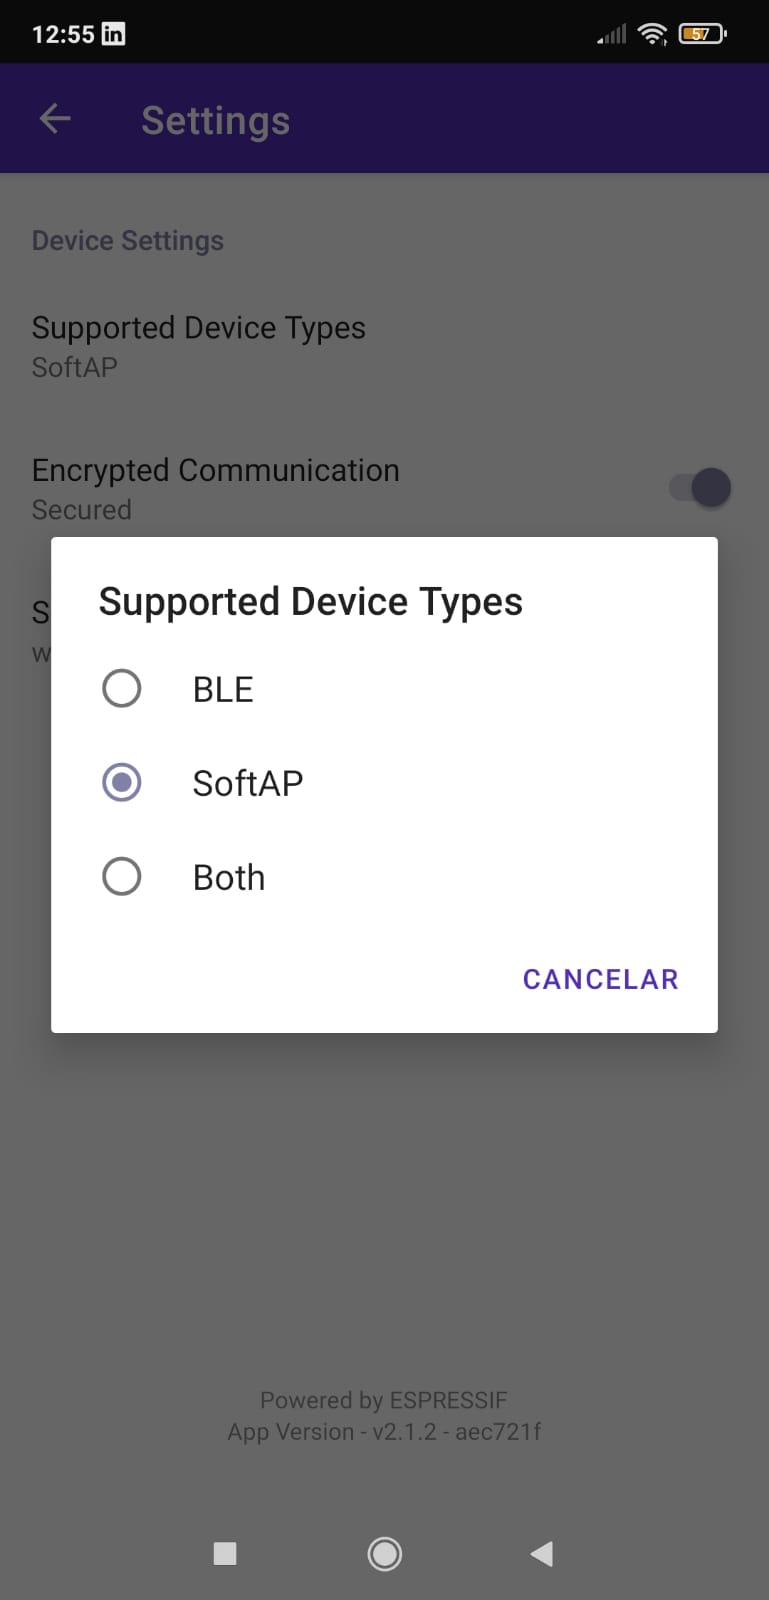 12:55 in
57
Settings
Device Settings
Supported Device Types
SoftAP
Encrypted Communication
Secured
S
w
Supported Device Types
BLE
SoftAP
Both
CANCELAR
Powered by ESPRESSIF
App Version - v2.1.2 - aec721f